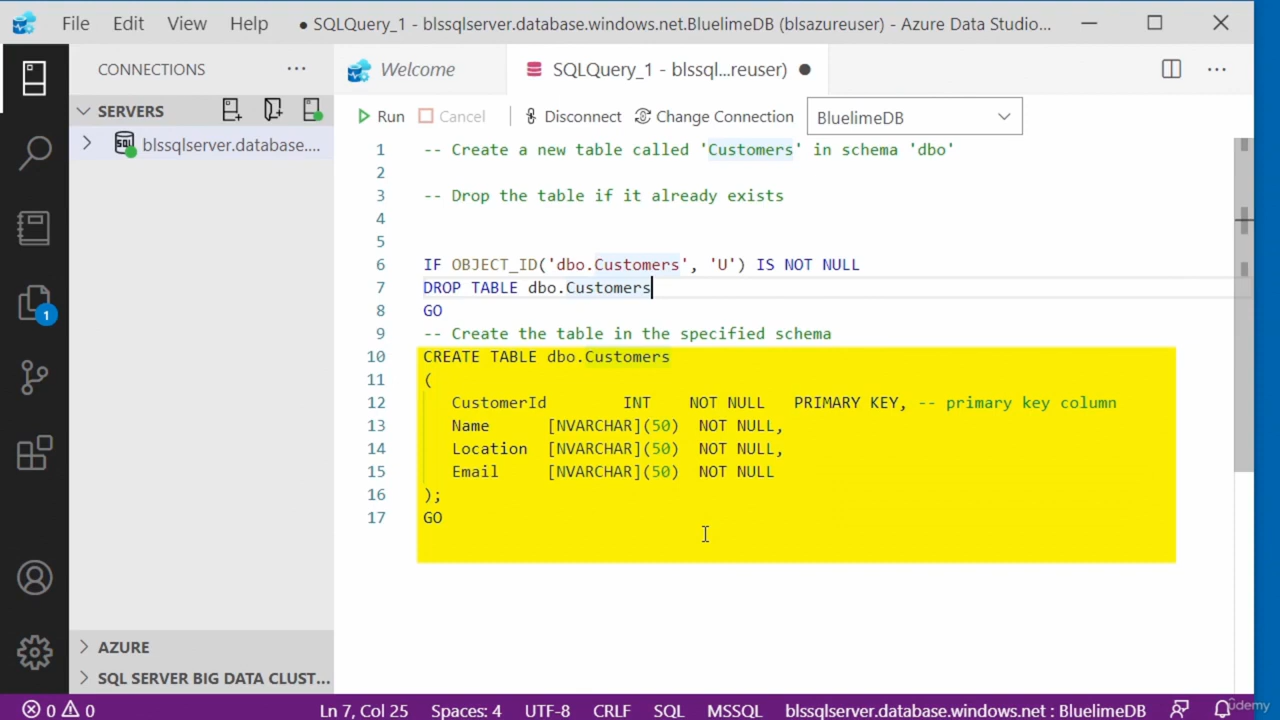 File Edit View Help ● SQLQuery_1 - blssqlserver.database.windows.net.BluelimeDB (blsazureuser) - Azure Data Studio...
CONNECTIONS
Welcome
SQLQuery_1 - blssql...reuser)
SERVERS
blssqlserver.database....
Run Cancel Disconnect Change Connection BluelimeDB
1 -- Create a new table called 'Customers' in schema 'dbo'
2
3 -- Drop the table if it already exists
4
5
6 IF OBJECT_ID('dbo.Customers', 'U') IS NOT NULL
7 DROP TABLE dbo.Customers
8 GO
9 -- Create the table in the specified schema
10 CREATE TABLE dbo.Customers
11 (
12 CustomerId INT NOT NULL PRIMARY KEY, -- primary key column
13 Name [NVARCHAR](50) NOT NULL,
14 Location [NVARCHAR](50) NOT NULL,
15 Email [NVARCHAR](50) NOT NULL
16 );
17 GO
1
SQL
AZURE
SQL SERVER BIG DATA CLUST...
0 0 Ln 7, Col 25 Spaces: 4 UTF-8 CRLF SQL MSSQL blssqlserver.database.windows.net : BluelimeDB
ûdemy